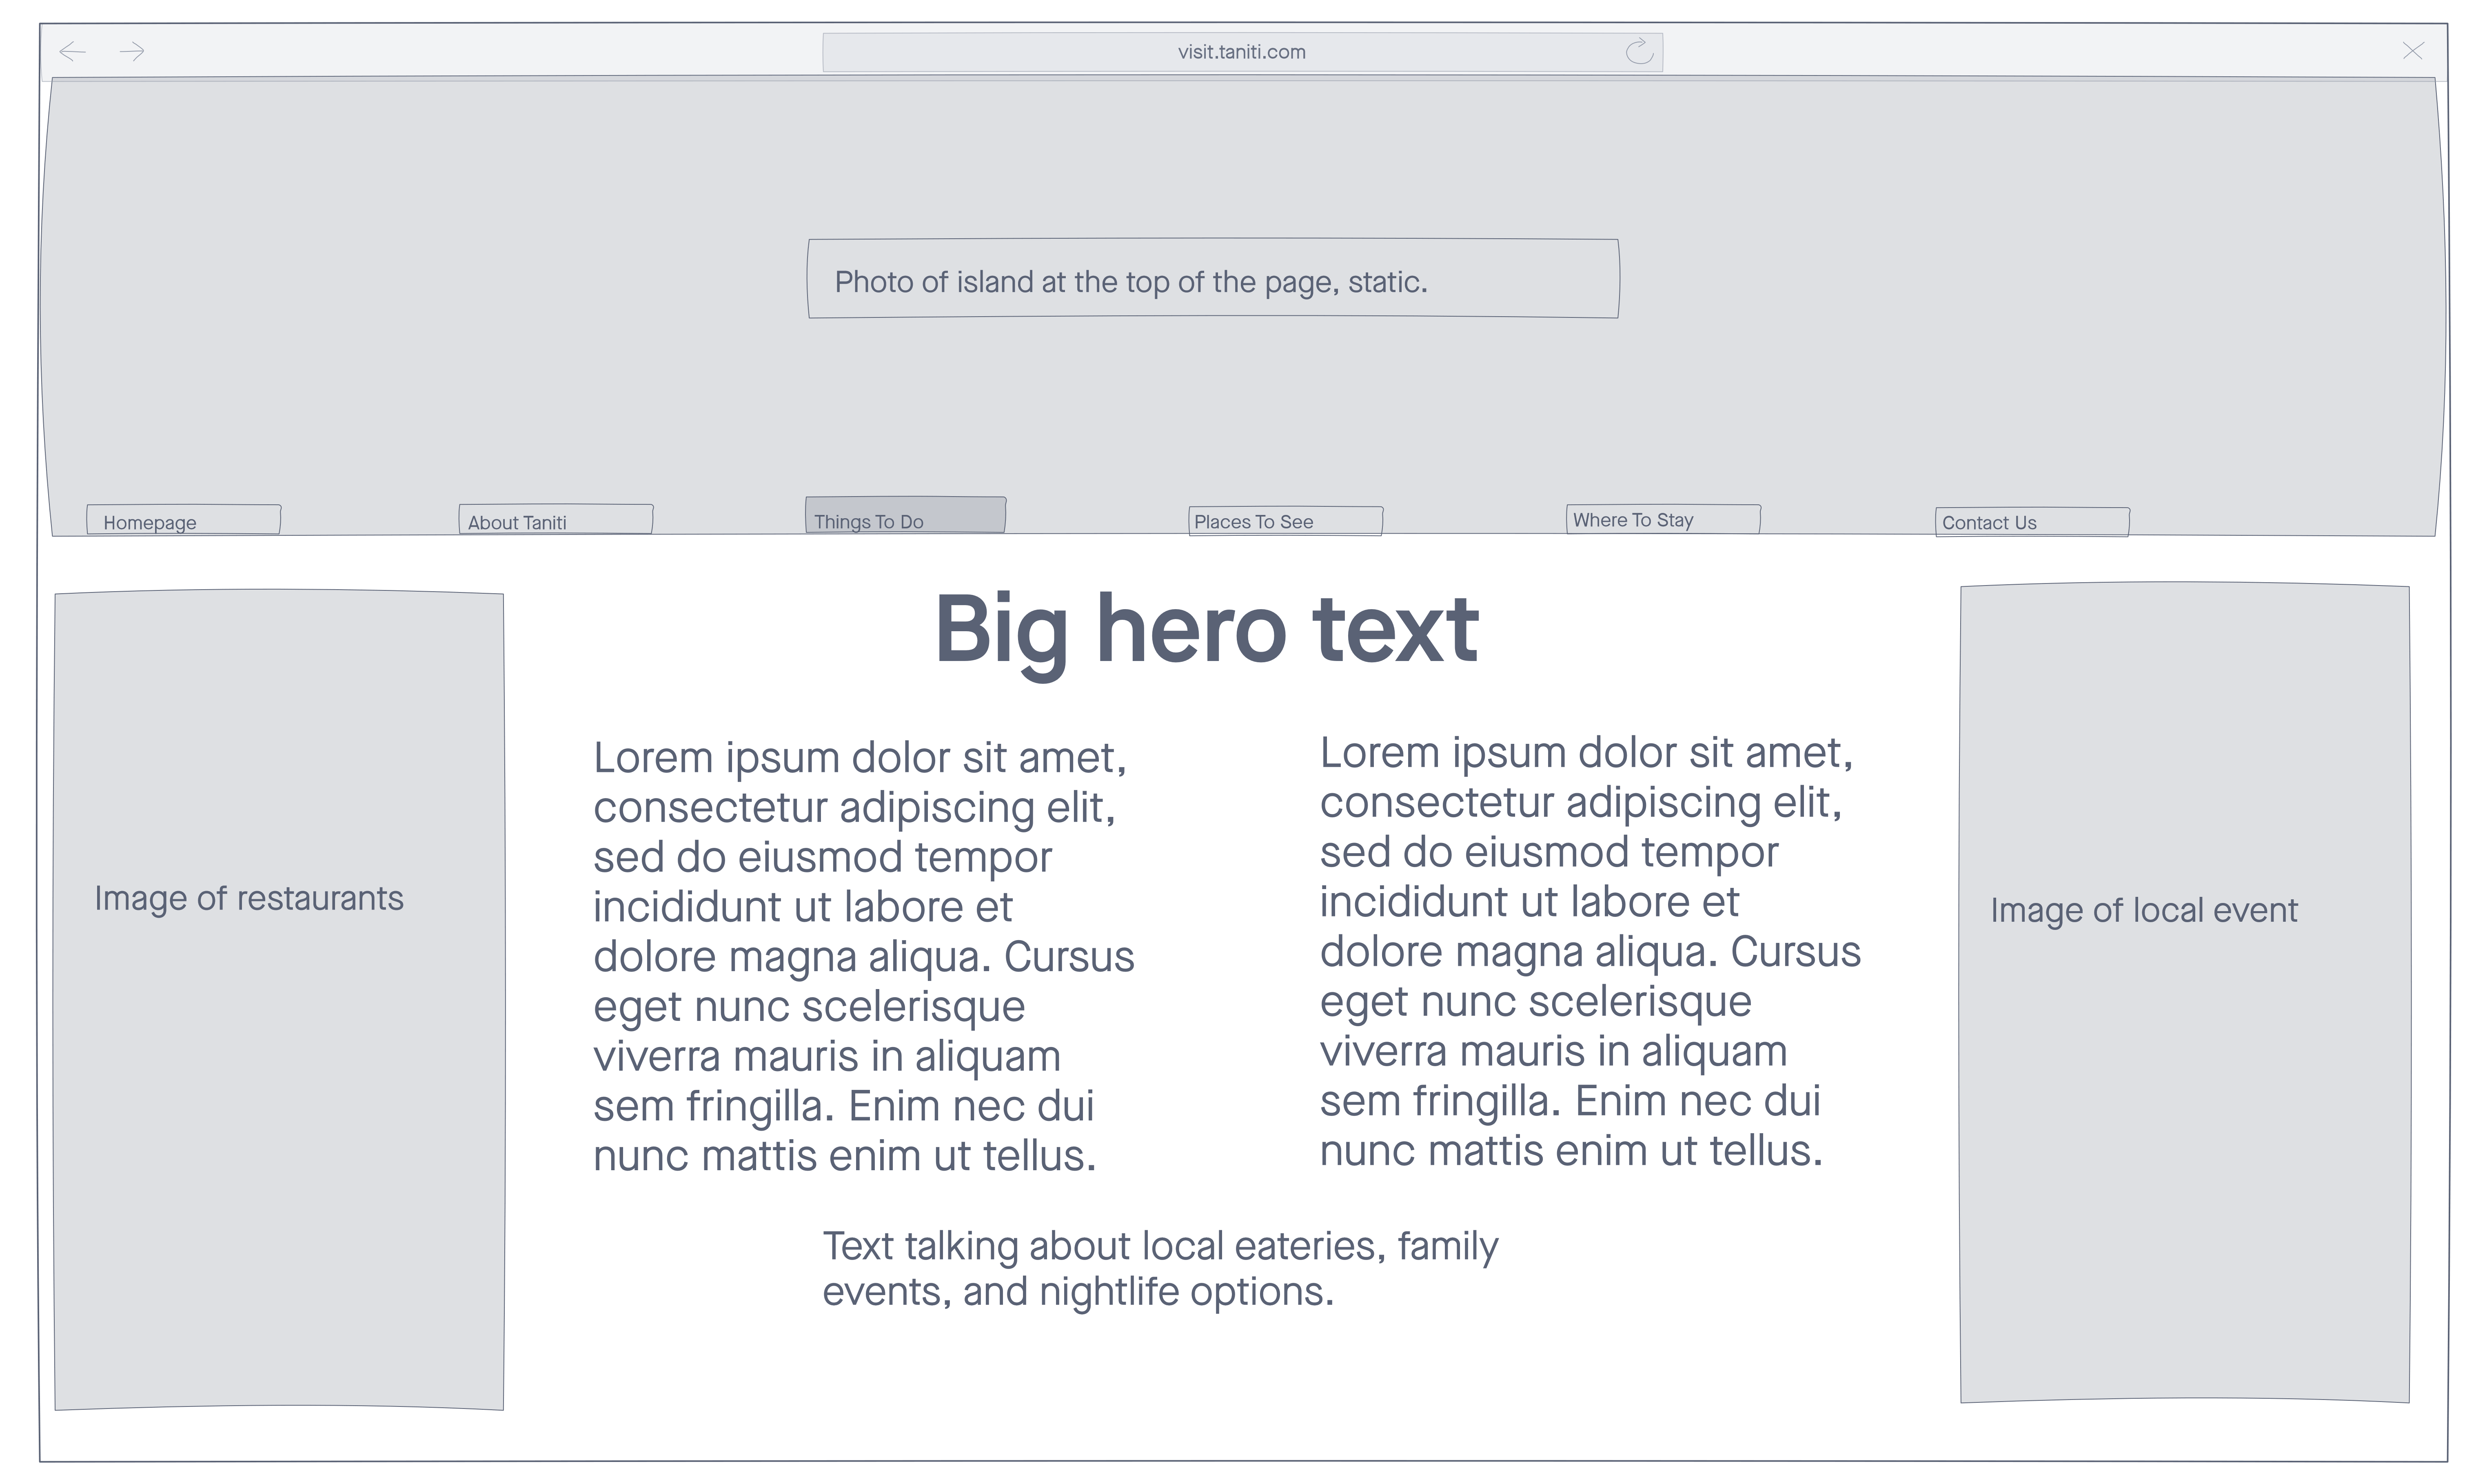 visit.taniti.com
Photo of island at the top of the page, static.
Homepage
About Taniti
Things To Do
Places To See
Where To Stay
Contact Us
Big hero text
Image of restaurants
Lorem ipsum dolor sit amet,
consectetur adipiscing elit,
sed do eiusmod tempor
incididunt ut labore et
dolore magna aliqua. Cursus
eget nunc scelerisque
viverra mauris in aliquam
sem fringilla. Enim nec dui
nunc mattis enim ut tellus.
Lorem ipsum dolor sit amet,
consectetur adipiscing elit,
sed do eiusmod tempor
incididunt ut labore et
dolore magna aliqua. Cursus
eget nunc scelerisque
viverra mauris in aliquam
sem fringilla. Enim nec dui
nunc mattis enim ut tellus.
Image of local event
Text talking about local eateries, family
events, and nightlife options.